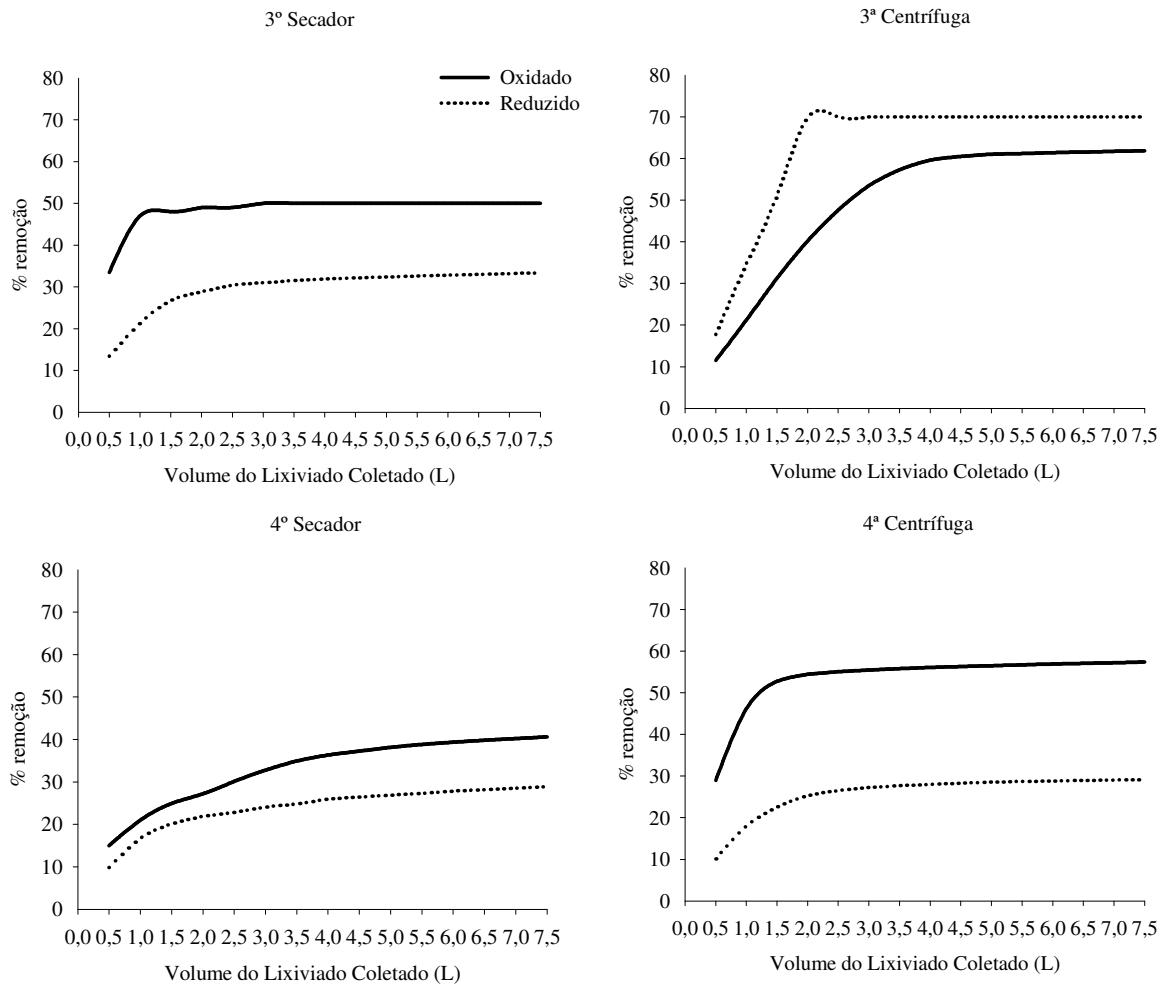 3º Secador
80
70
60
50
40
30
20
10
0
% remoção
Oxidado
Reduzido
0,0 0,5 1,0 1,5 2,0 2,5 3,0 3,5 4,0 4,5 5,0 5,5 6,0 6,5 7,0 7,5
Volume do Lixiviado Coletado (L)
3ª Centrífuga
80
70
60
50
40
30
20
10
0
% remoção
0,0 0,5 1,0 1,5 2,0 2,5 3,0 3,5 4,0 4,5 5,0 5,5 6,0 6,5 7,0 7,5
Volume do Lixiviado Coletado (L)
4º Secador
80
70
60
50
40
30
20
10
0
% remoção
0,0 0,5 1,0 1,5 2,0 2,5 3,0 3,5 4,0 4,5 5,0 5,5 6,0 6,5 7,0 7,5
Volume do Lixiviado Coletado (L)
4ª Centrífuga
80
70
60
50
40
30
20
10
0
% remoção
0,0 0,5 1,0 1,5 2,0 2,5 3,0 3,5 4,0 4,5 5,0 5,5 6,0 6,5 7,0 7,5
Volume do Lixiviado Coletado (L)